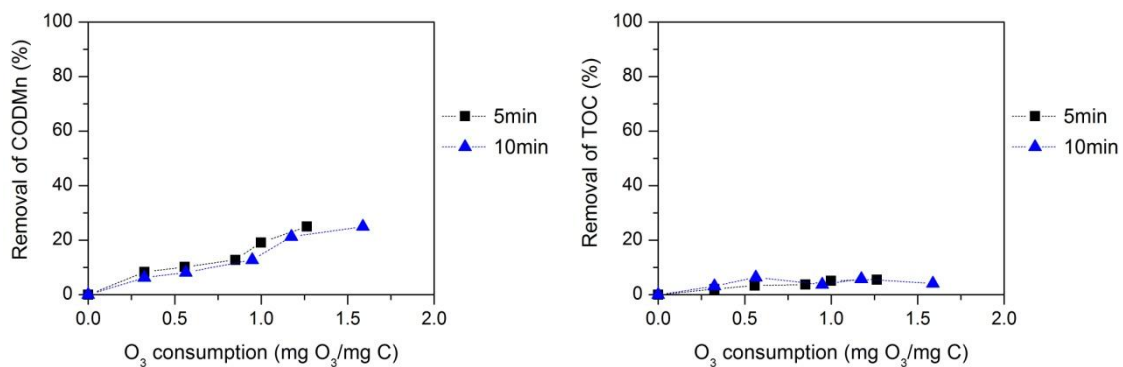 100
80
60
40
20
0
Removal of CODMn (%)
0.0 0.5 1.0 1.5 2.0
O₃ consumption (mg O₃/mg C)
5min
10min
100
80
60
40
20
0
Removal of TOC (%)
0.0 0.5 1.0 1.5 2.0
O₃ consumption (mg O₃/mg C)
5min
10min